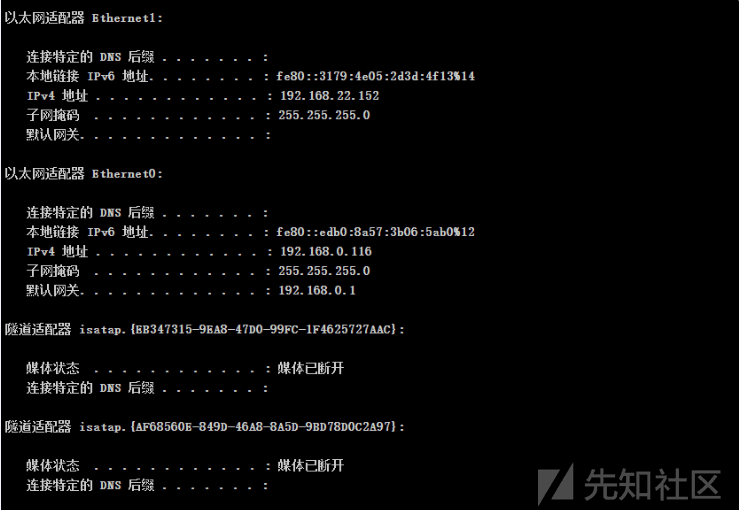 以太网适配器 Ethernet1:
连接特定的 DNS 后缀 . . . . . . . :
本地链接 IPv6 地址. . . . . . . . : fe80::3179:4e05:2d3d:4f13%14
IPv4 地址 . . . . . . . . . . . . : 192.168.22.152
子网掩码 . . . . . . . . . . . . : 255.255.255.0
默认网关. . . . . . . . . . . . . :
以太网适配器 Ethernet0:
连接特定的 DNS 后缀 . . . . . . . :
本地链接 IPv6 地址. . . . . . . . : fe80::edb0:8a57:3b06:5ab0%12
IPv4 地址 . . . . . . . . . . . . : 192.168.0.116
子网掩码 . . . . . . . . . . . . : 255.255.255.0
默认网关. . . . . . . . . . . . . : 192.168.0.1
隧道适配器 isatap.{EB347315-9EA8-47D0-99FC-1F4625727AAC}:
媒体状态 . . . . . . . . . . . . : 媒体已断开
连接特定的 DNS 后缀 . . . . . . . :
隧道适配器 isatap.{AF68560E-849D-46A8-8A5D-9BD78D0C2A97}:
媒体状态 . . . . . . . . . . . . : 媒体已断开
连接特定的 DNS 后缀 . . . . . . . :
先知社区